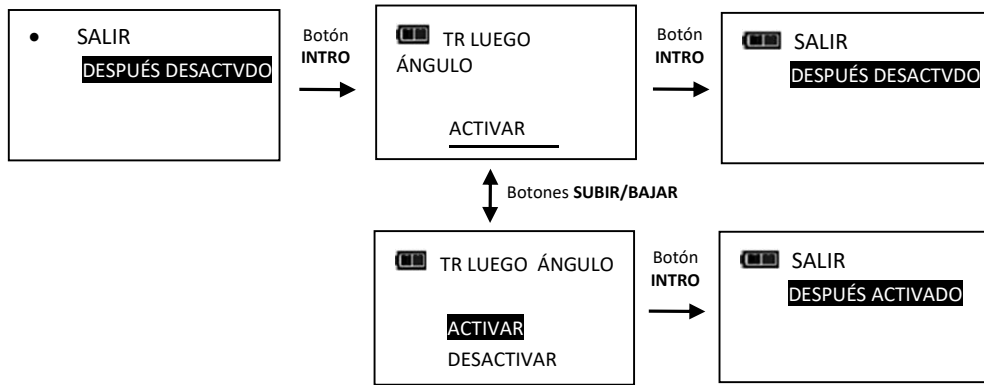 • SALIR
DESPUÉS DESACTVDO
Botón
INTRO
TR LUEGO
ÁNGULO
ACTIVAR
Botón
INTRO
SALIR
DESPUÉS DESACTVDO
Botones SUBIR/BAJAR
TR LUEGO ÁNGULO
ACTIVAR
DESACTIVAR
Botón
INTRO
SALIR
DESPUÉS ACTIVADO